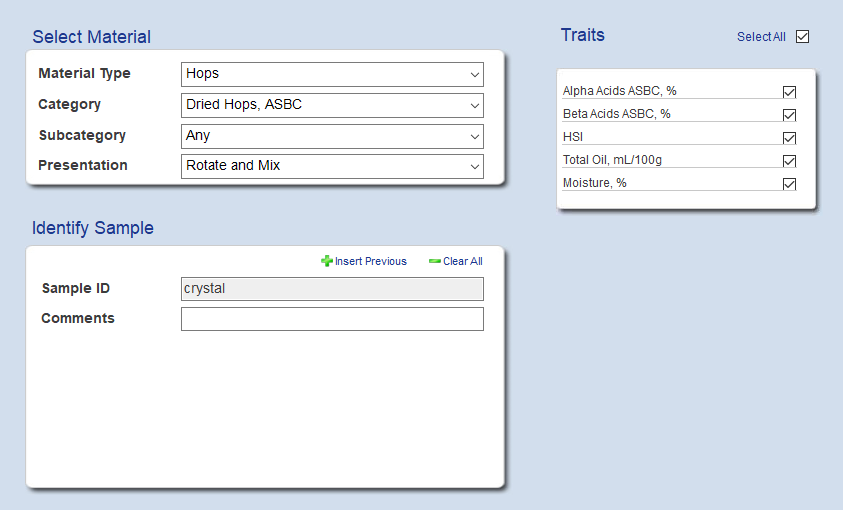 Select Material
Material Type Hops
Category Dried Hops, ASBC
Subcategory Any
Presentation Rotate and Mix
Identify Sample
Insert Previous Clear All
Sample ID crystal
Comments
Traits Select All
Alpha Acids ASBC, %
Beta Acids ASBC, %
HSI
Total Oil, mL/100g
Moisture, %